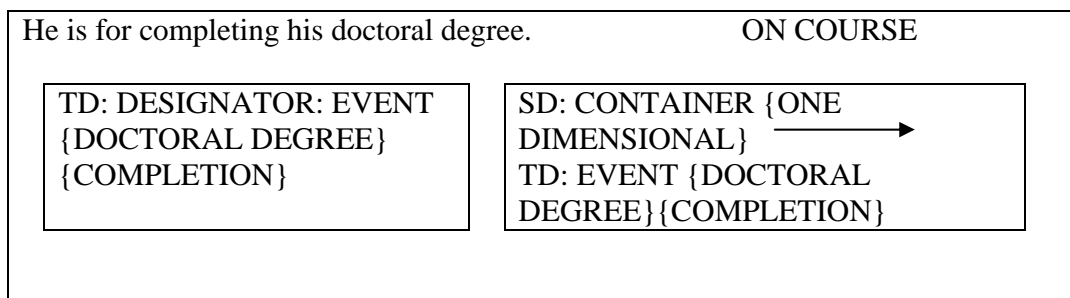 He is for completing his doctoral degree. ON COURSE
TD: DESIGNATOR: EVENT
{DOCTORAL DEGREE}
{COMPLETION}
SD: CONTAINER {ONE
DIMENSIONAL}
TD: EVENT {DOCTORAL
DEGREE}{COMPLETION}